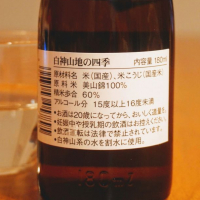 白神山地の四季 内容量 180ml
原材料名 米(国産)、米こうじ(国産米)
原料米 美山錦100%
精米歩合 60%
アルコール分 15度以上16度未満
●お酒は20歳になってから。おいしく適量を。
●妊娠中や授乳期の飲酒はお控えください。
●飲酒運転は法律で禁止されています。
●白神山系の水を割水に使用。
180ml